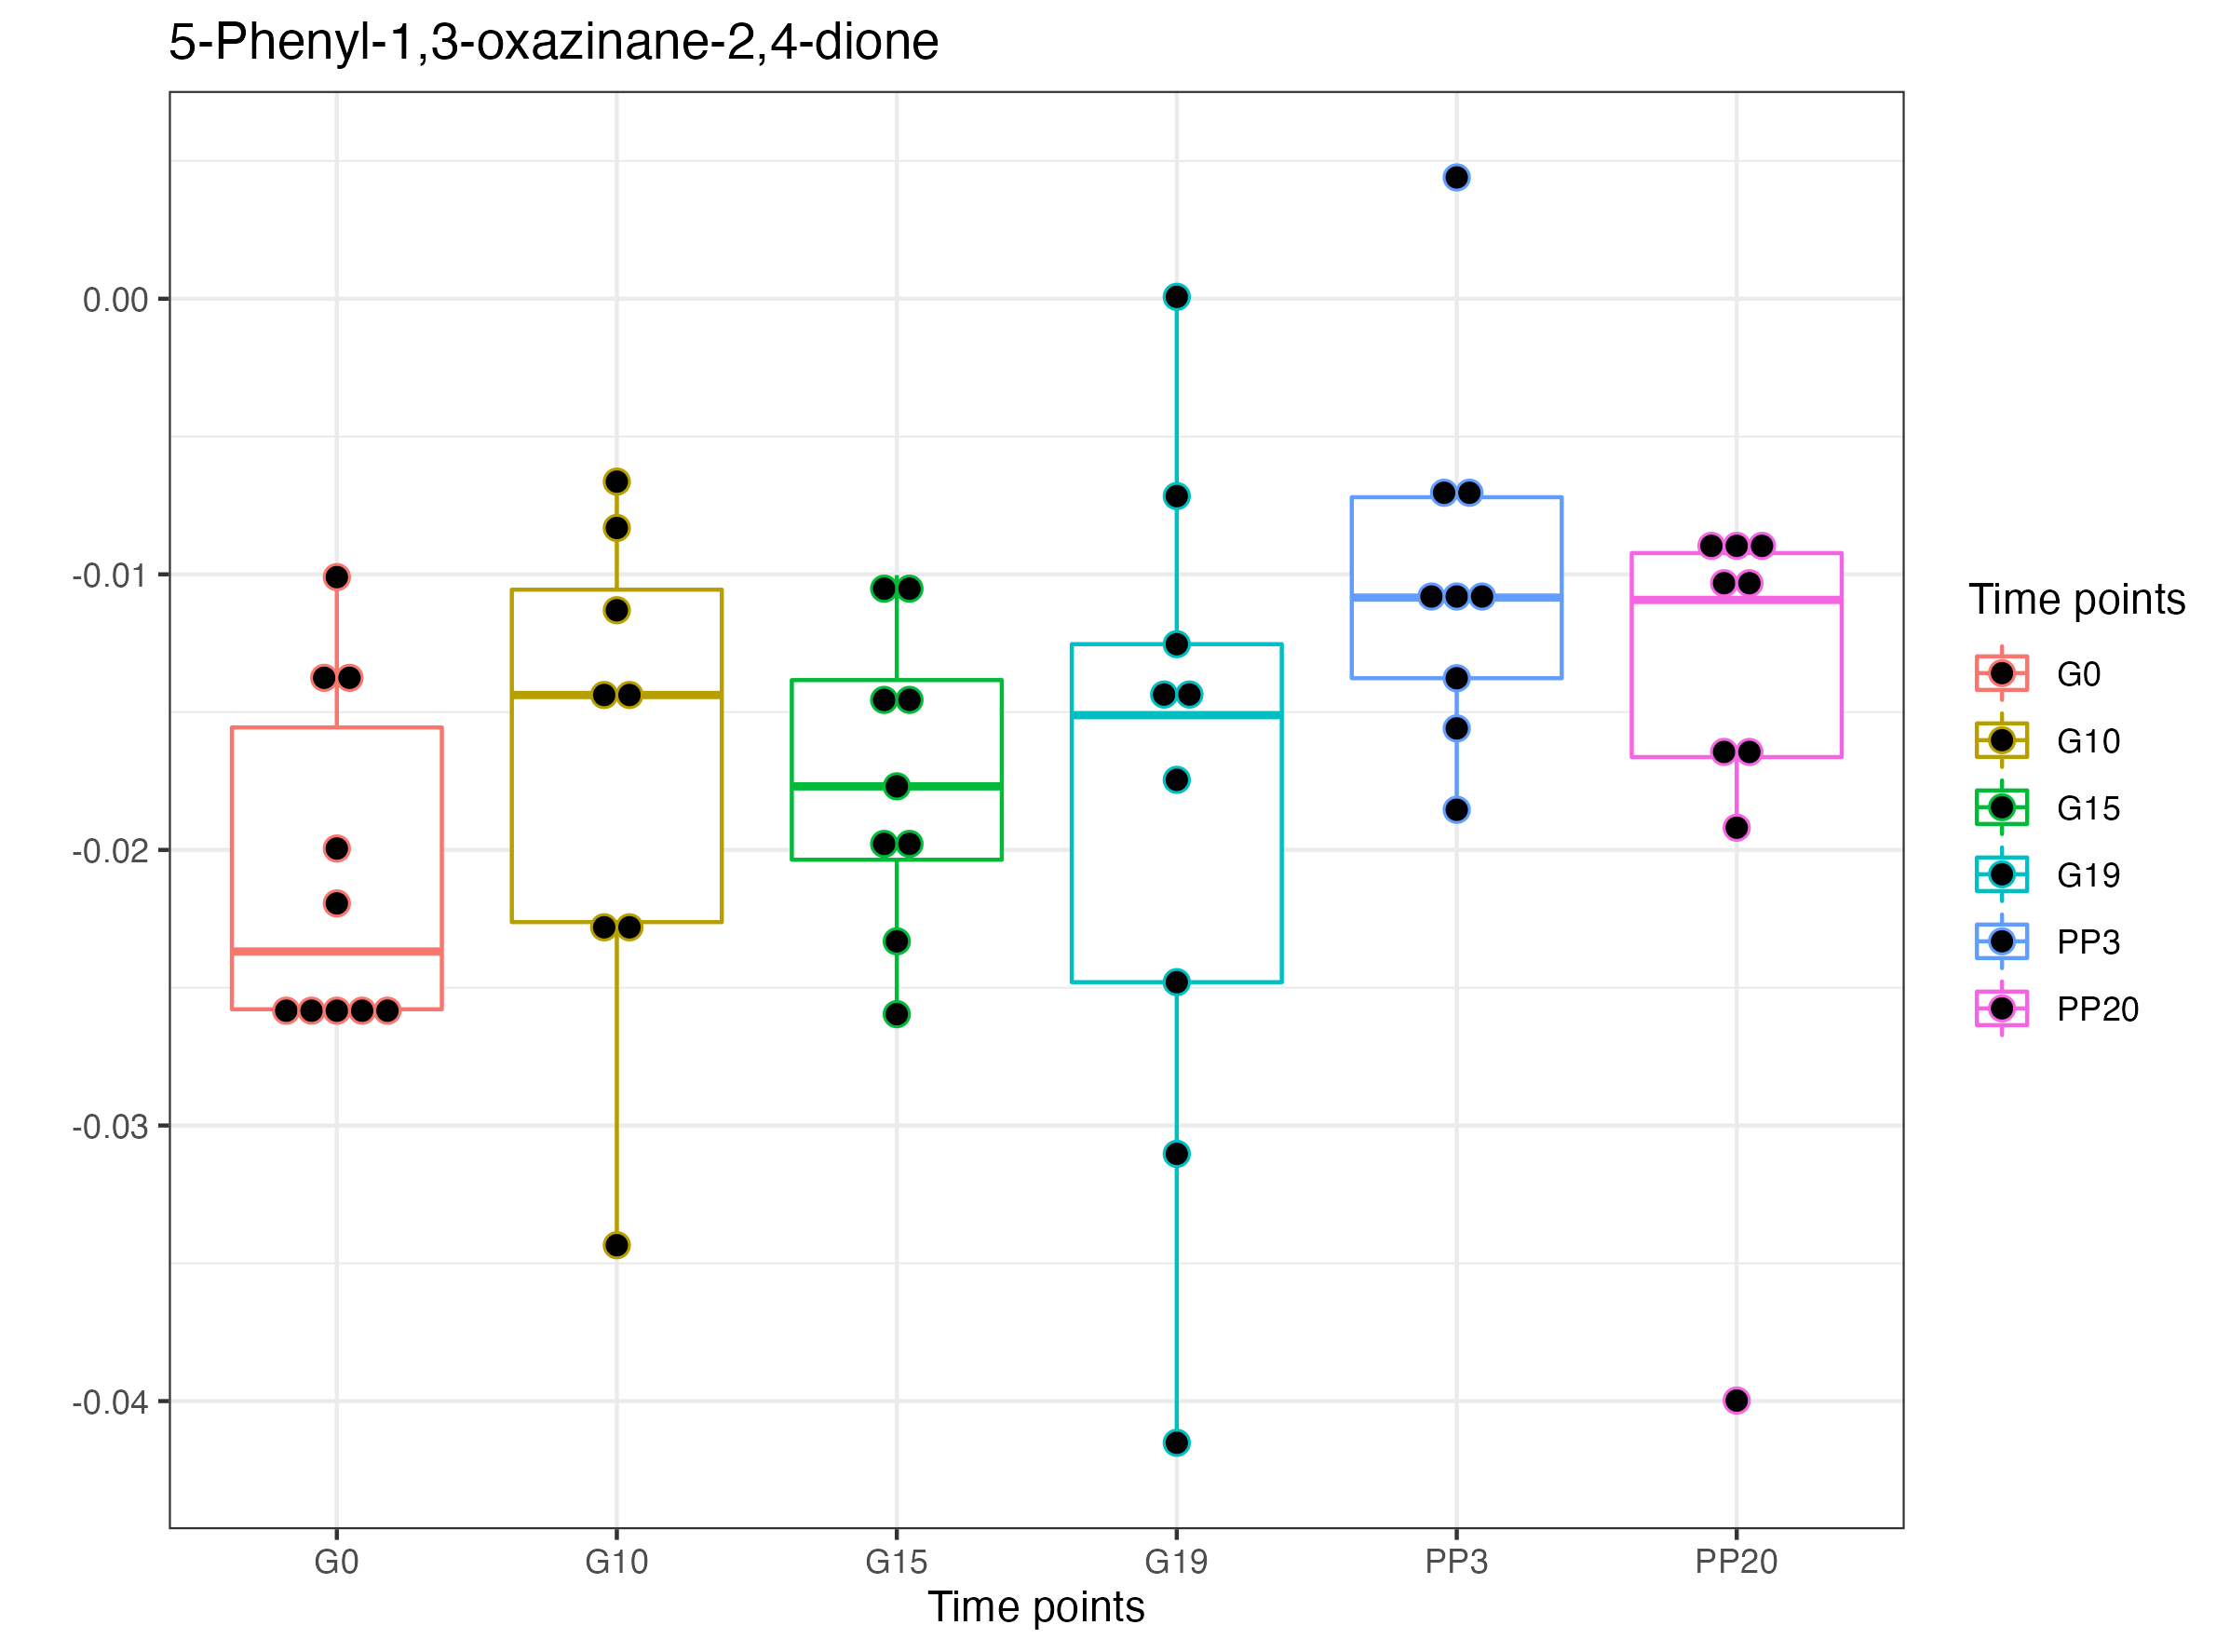 5-Phenyl-1,3-oxazinane-2,4-dione
0.00
-0.01
-0.02
-0.03
-0.04
G0 G10 G15 G19 PP3 PP20
Time points
Time points
G0
G10
G15
G19
PP3
PP20